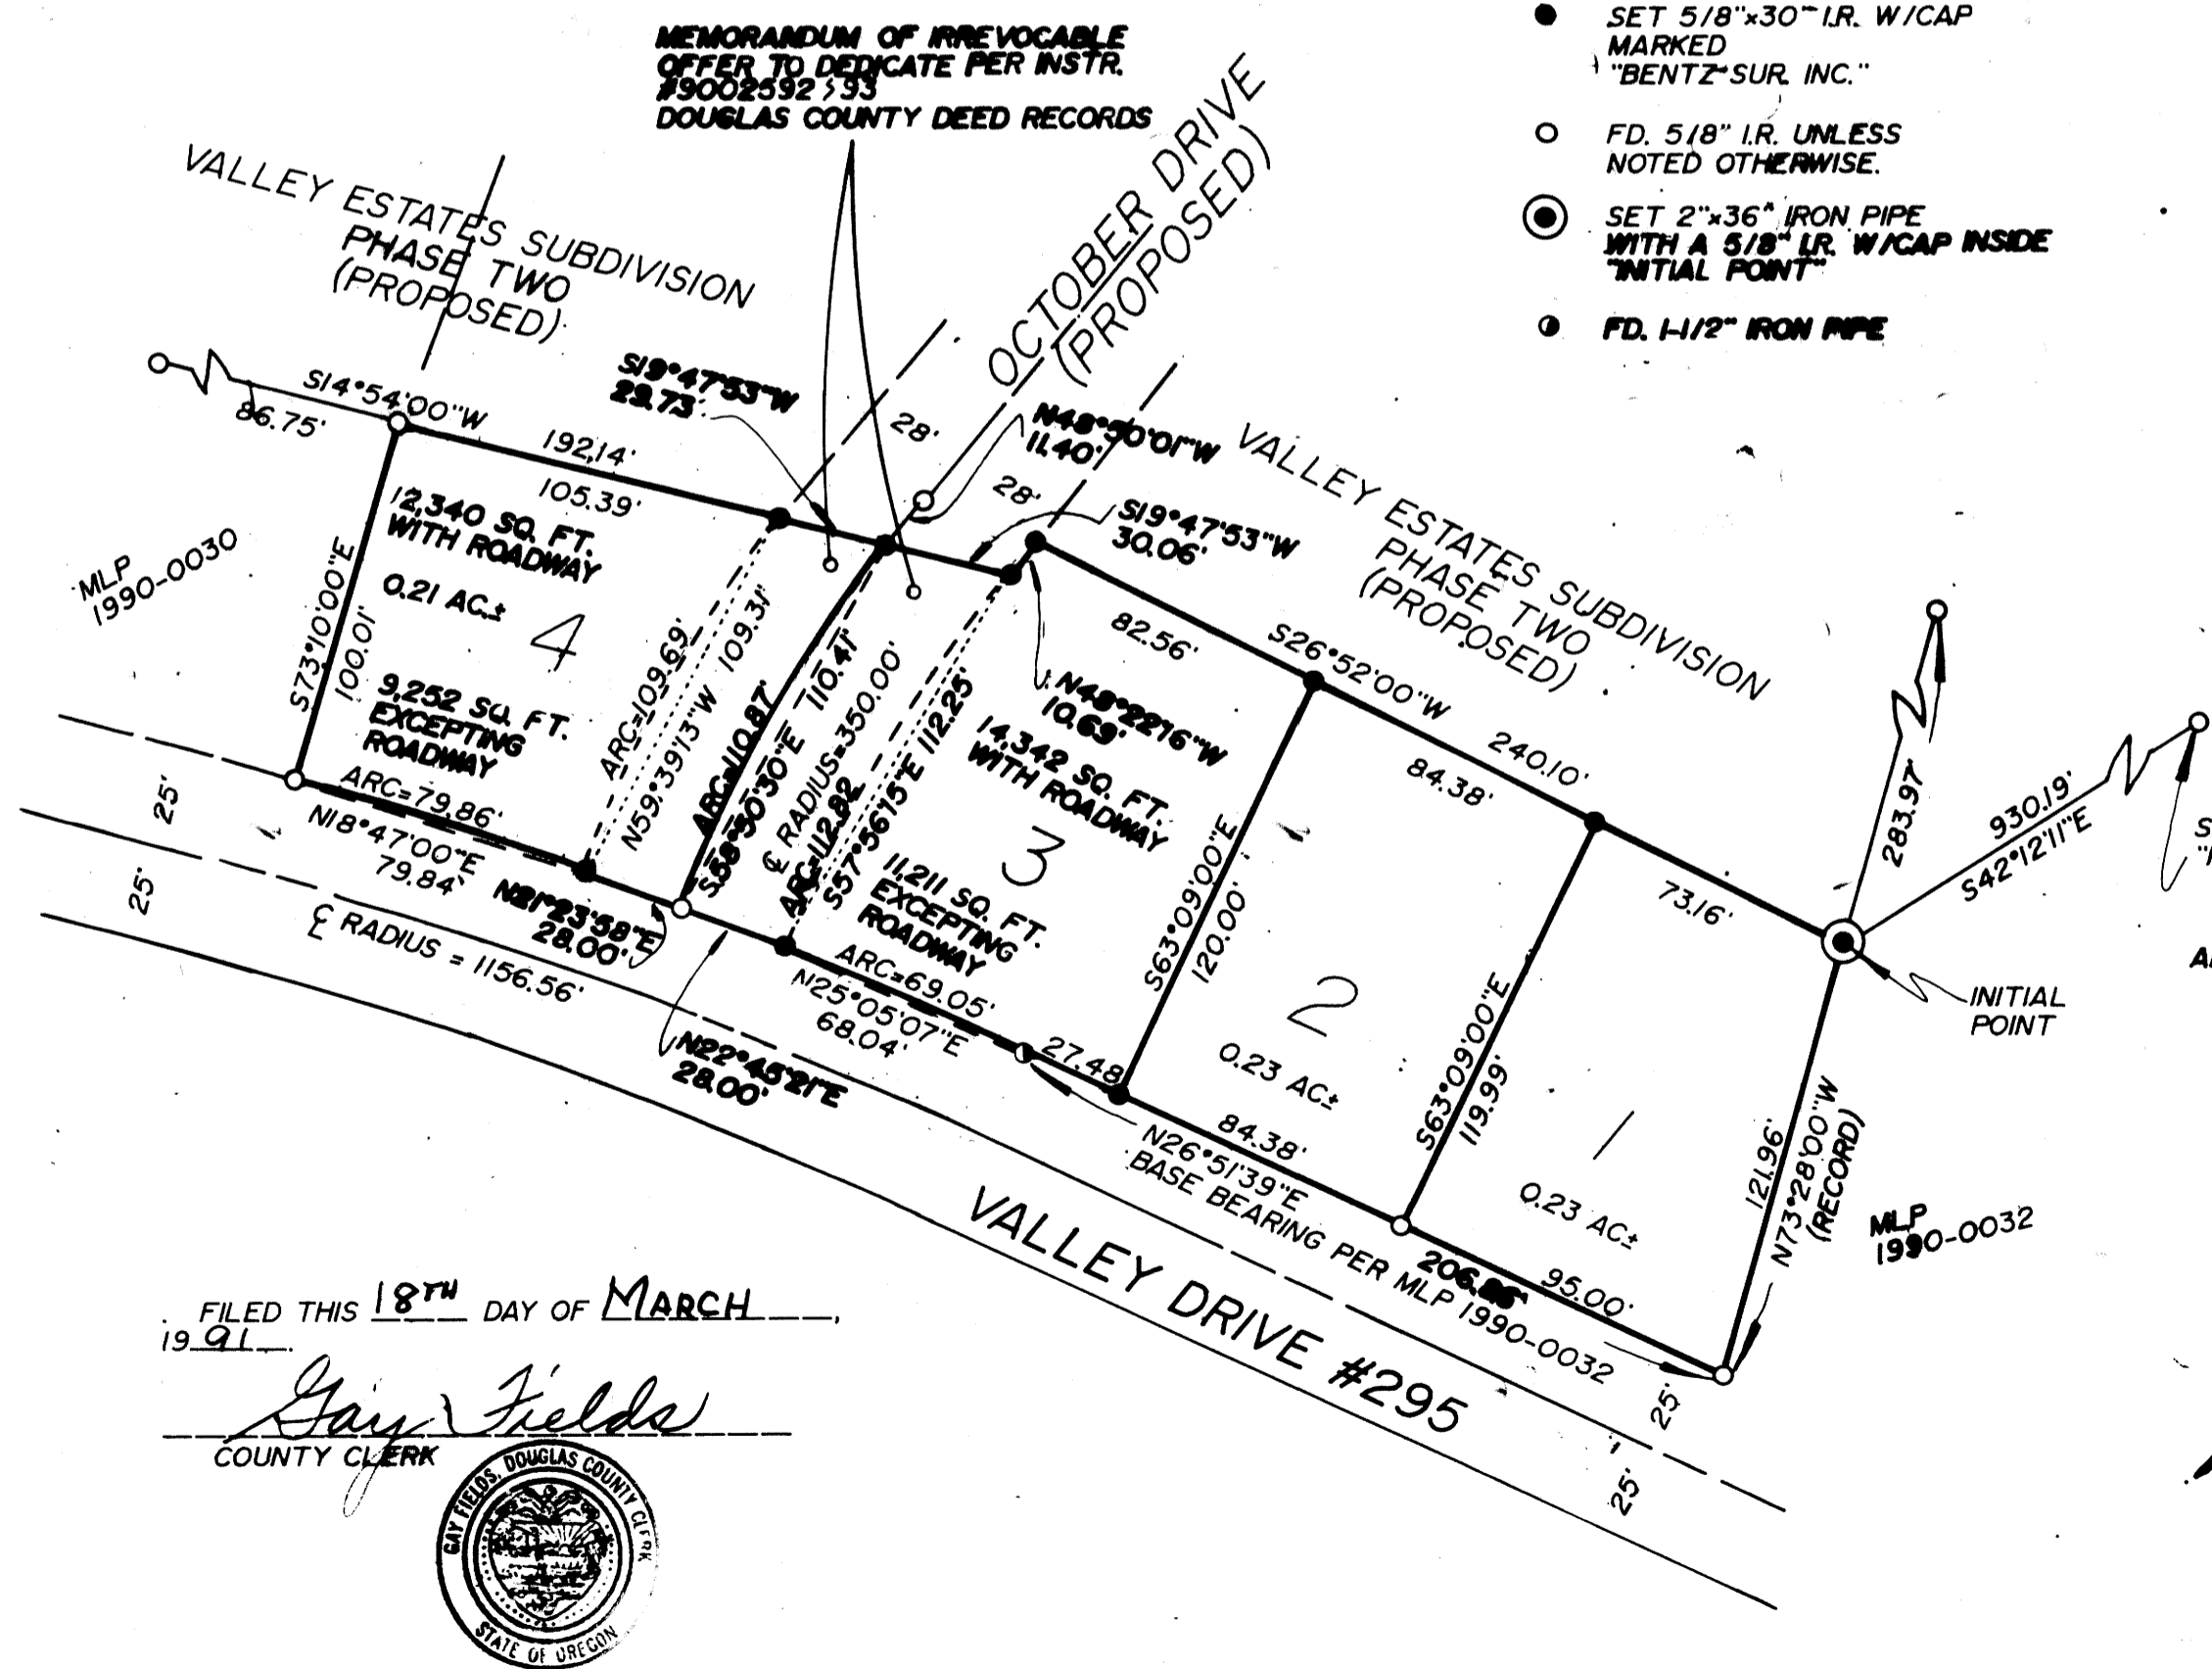 MEMORANDUM OF IRREVOCABLE
OFFER TO DEDICATE PER INSTR.
DOUGLAS COUNTY DEED RECORDS
SET 5/8"x30" I.R. W/CAP
MARKED
"BENTZ SUR. INC."
FD. 5/8" I.R. UNLESS
NOTED OTHERWISE.
SET 2"x36" IRON PIPE
WITH A 5/8" I.R. W/CAP INSIDE
"INITIAL POINT"
FD. 1-1/2" IRON PIPE
VALLEY ESTATES SUBDIVISION
PHASE TWO
(PROPOSED)
OCTOBER DRIVE
(PROPOSED)
VALLEY ESTATES SUBDIVISION
PHASE TWO
(PROPOSED)
S14°54'00"W
86.75'
192.14'
105.39'
S19°47'53"W
29.73'
28'
28'
N48°50'01"W
11.40'
S19°47'53"W
30.06'
MLP
1990-0030
S73°10'00"E
100.01'
12,340 SQ. FT.
WITH ROADWAY
0.21 AC.±
4
9,252 SQ. FT.
EXCEPTING
ROADWAY
ARC=79.86'
N18°47'00"E
79.84'
ARC=109.69'
N59°39'13"W 109.31'
ARC=110.87'
S58°50'30"E 110.41'
℄ RADIUS=350.00'
ARC=112.82
S57°56'15"E 112.25'
N48°22'16"W
10.69'
82.56'
S26°52'00"W
240.10'
84.38'
73.16'
14,342 SQ. FT.
WITH ROADWAY
3
11,211 SQ. FT.
EXCEPTING
ROADWAY
ARC=69.05'
N25°05'07"E
68.04'
27.48
S63°09'00"E
120.00'
2
0.23 AC±
84.38'
S63°09'00"E
119.99'
1
0.23 AC±
95.00'
N26°51'39"E
BASE BEARING PER MLP 1990-0032
121.96'
N73°28'00"W
(RECORD)
MLP
1990-0032
283.97'
930.19'
S42°12'11"E
INITIAL
POINT
25'
25'
N21°23'58"E
28.00'
℄ RADIUS = 1156.56'
N22°45'21"E
28.00'
VALLEY DRIVE #295
25'
25'
FILED THIS 18TH DAY OF MARCH,
1991.
Gay Fields
COUNTY CLERK
GAY FIELDS, DOUGLAS COUNTY CLERK
STATE OF OREGON